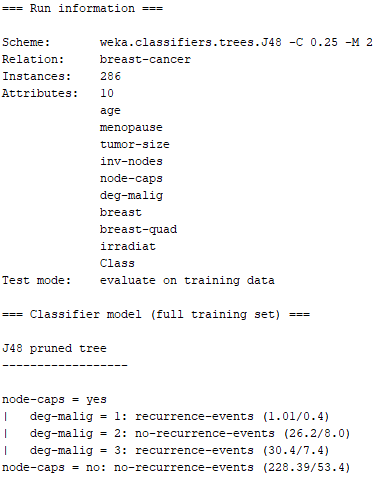 === Run information ===
Scheme: weka.classifiers.trees.J48 -C 0.25 -M 2
Relation: breast-cancer
Instances: 286
Attributes: 10
age
menopause
tumor-size
inv-nodes
node-caps
deg-malig
breast
breast-quad
irradiat
Class
Test mode: evaluate on training data
=== Classifier model (full training set) ===
J48 pruned tree
------------------
node-caps = yes
|   deg-malig = 1: recurrence-events (1.01/0.4)
|   deg-malig = 2: no-recurrence-events (26.2/8.0)
|   deg-malig = 3: recurrence-events (30.4/7.4)
node-caps = no: no-recurrence-events (228.39/53.4)